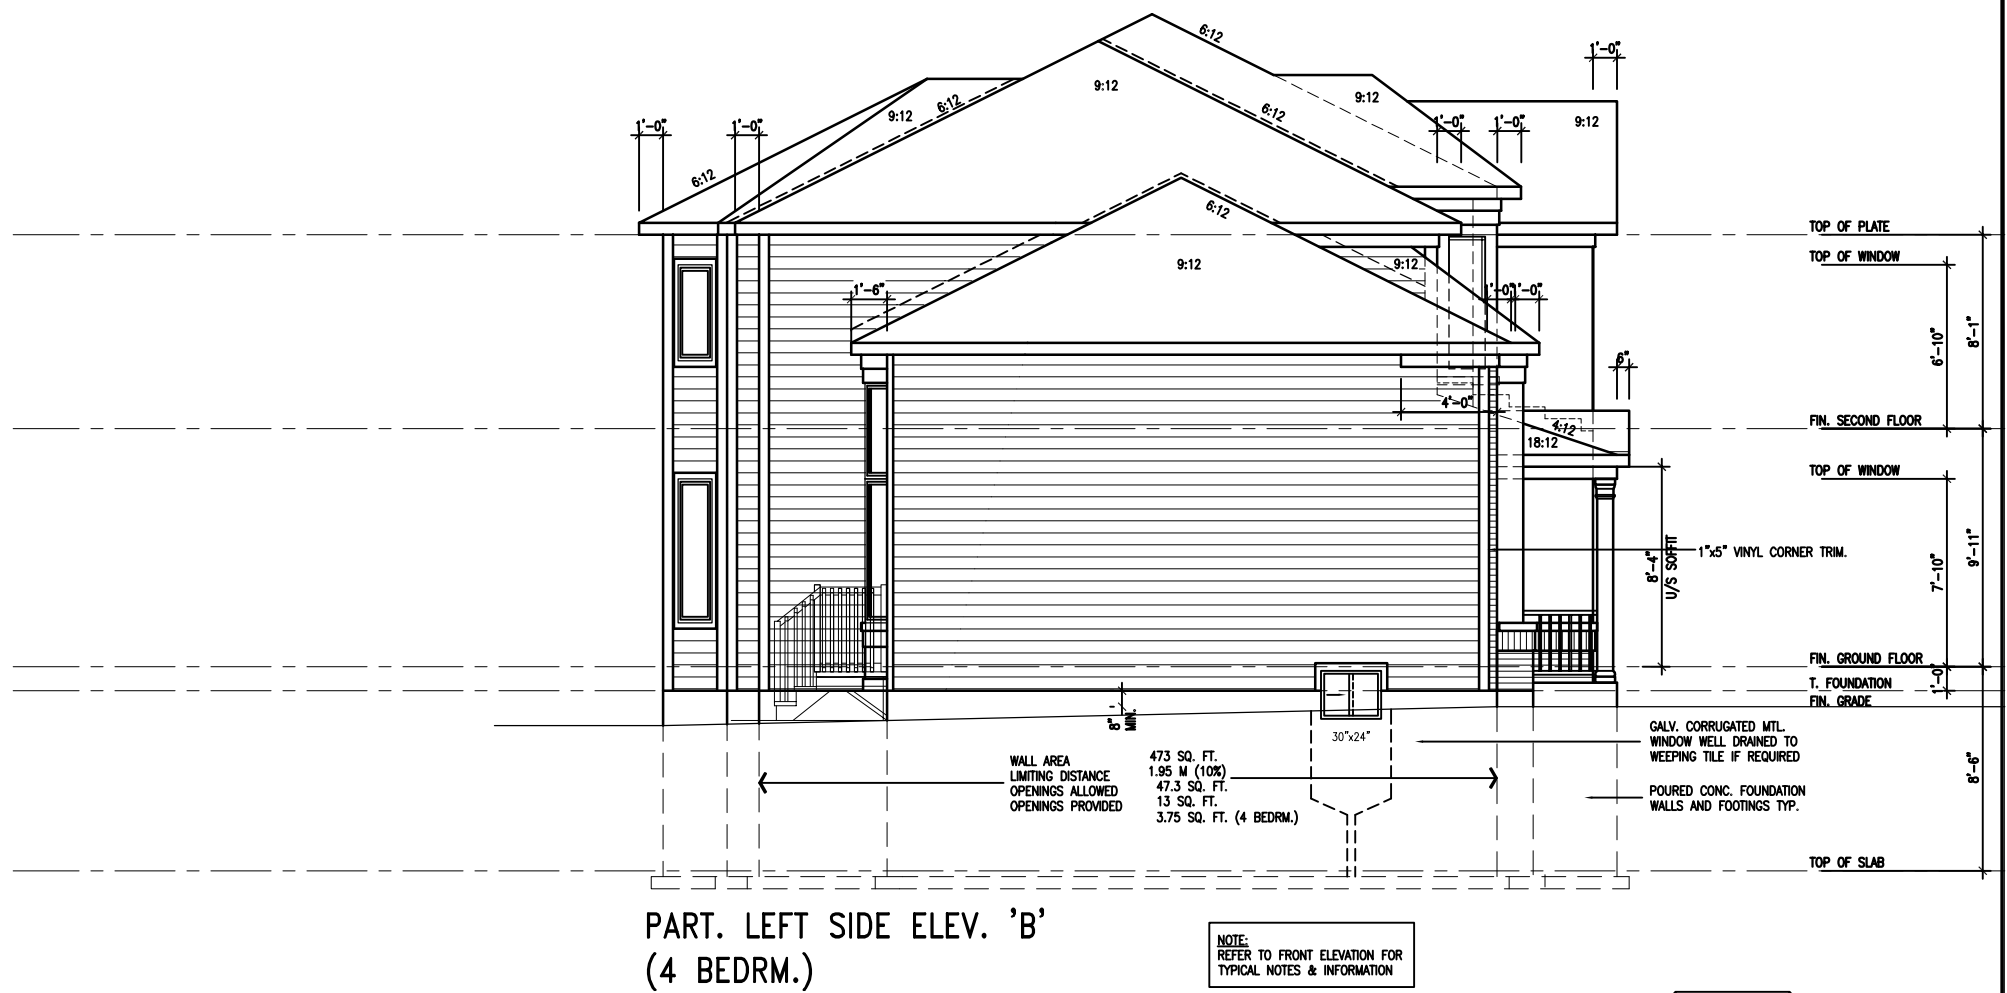 6:12
1'-0"
9:12
9:12
6:12
9:12
6:12
9:12
1'-0"
1'-0"
1'-0"
1'-0"
6:12
6:12
TOP OF PLATE
TOP OF WINDOW
9:12
9:12
1'-6"
1'-0"
1'-0"
6'-10"
8'-1"
6"
4'-0"
4:12
18:12
FIN. SECOND FLOOR
TOP OF WINDOW
1"x5" VINYL CORNER TRIM.
8'-4"
U/S SOFFIT
7'-10"
9'-11"
FIN. GROUND FLOOR
T. FOUNDATION
1'-0"
FIN. GRADE
8"
MIN.
30"x24"
GALV. CORRUGATED MTL.
WINDOW WELL DRAINED TO
WEEPING TILE IF REQUIRED
WALL AREA 473 SQ. FT.
LIMITING DISTANCE 1.95 M (10%)
OPENINGS ALLOWED 47.3 SQ. FT.
OPENINGS PROVIDED 13 SQ. FT.
3.75 SQ. FT. (4 BEDRM.)
8'-6"
POURED CONC. FOUNDATION
WALLS AND FOOTINGS TYP.
TOP OF SLAB
PART. LEFT SIDE ELEV. 'B'
(4 BEDRM.)
NOTE:
REFER TO FRONT ELEVATION FOR
TYPICAL NOTES & INFORMATION